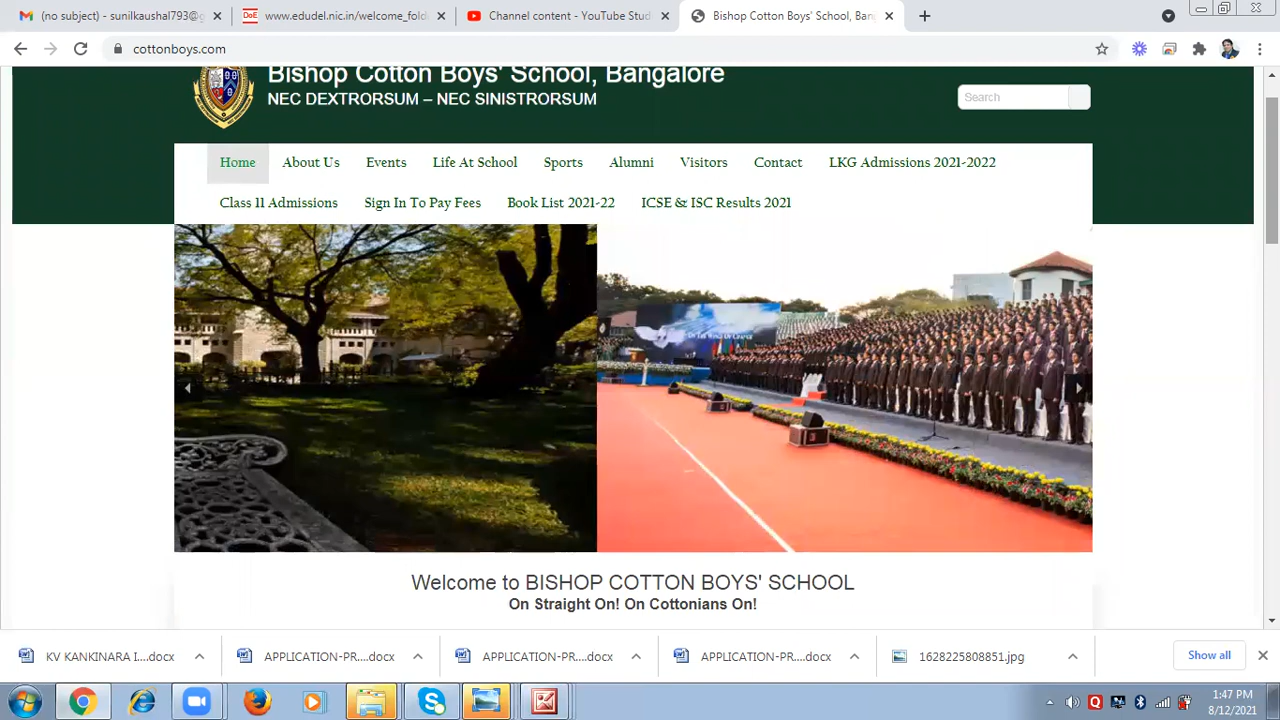 (no subject) - sunilkaushal793@g
DoE
www.edudel.nic.in/welcome_fold
Channel content - YouTube Stud
Bishop Cotton Boys' School, Ban
cottonboys.com
Bishop Cotton Boys' School, Bangalore
NEC DEXTRORSUM – NEC SINISTRORSUM
Search
Home
About Us
Events
Life At School
Sports
Alumni
Visitors
Contact
LKG Admissions 2021-2022
Class 11 Admissions
Sign In To Pay Fees
Book List 2021-22
ICSE & ISC Results 2021
Welcome to BISHOP COTTON BOYS' SCHOOL
On Straight On! On Cottonians On!
KV KANKINARA I....docx
APPLICATION-PR....docx
APPLICATION-PR....docx
APPLICATION-PR....docx
1628225808851.jpg
Show all
1:47 PM
8/12/2021